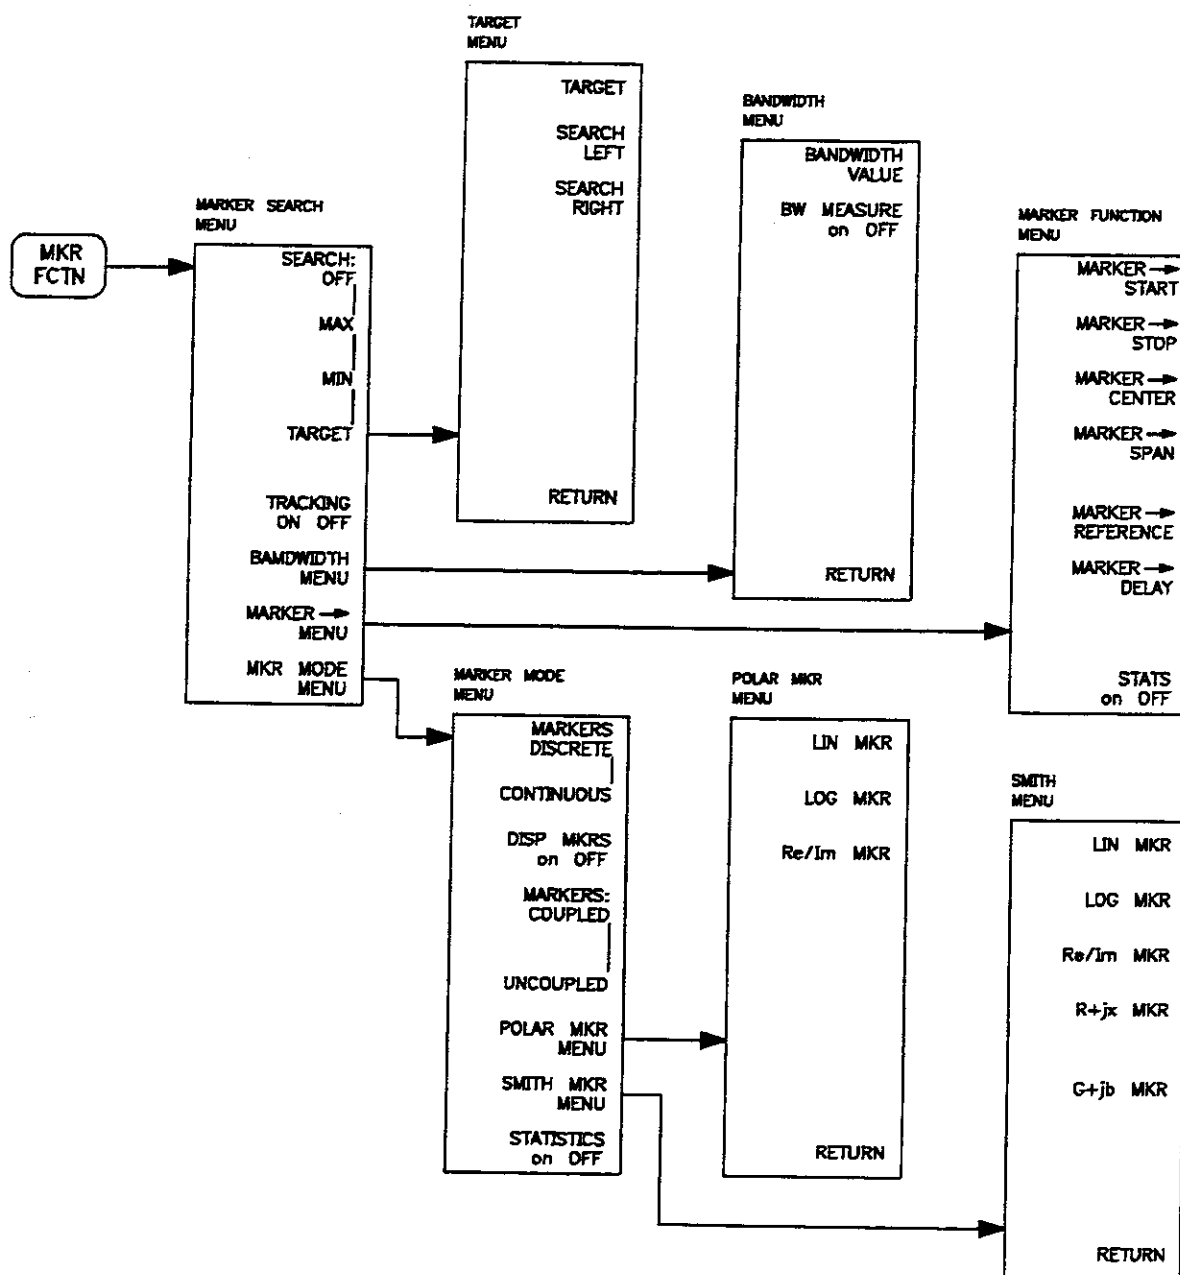 MKR
FCTN
MARKER SEARCH
MENU
SEARCH:
OFF
MAX
MIN
TARGET
TRACKING
ON OFF
BAMDWIDTH
MENU
MARKER→
MENU
MKR MODE
MENU
TARGET
MENU
TARGET
SEARCH
LEFT
SEARCH
RIGHT
RETURN
BANDWIDTH
MENU
BANDWIDTH
VALUE
BW MEASURE
on OFF
RETURN
MARKER FUNCTION
MENU
MARKER→
START
MARKER→
STOP
MARKER→
CENTER
MARKER→
SPAN
MARKER→
REFERENCE
MARKER→
DELAY
STATS
on OFF
MARKER MODE
MENU
MARKERS
DISCRETE
CONTINUOUS
DISP MKRS
on OFF
MARKERS:
COUPLED
UNCOUPLED
POLAR MKR
MENU
SMITH MKR
MENU
STATISTICS
on OFF
POLAR MKR
MENU
LIN MKR
LOG MKR
Re/Im MKR
RETURN
SMITH
MENU
LIN MKR
LOG MKR
Re/Im MKR
R+jx MKR
G+jb MKR
RETURN